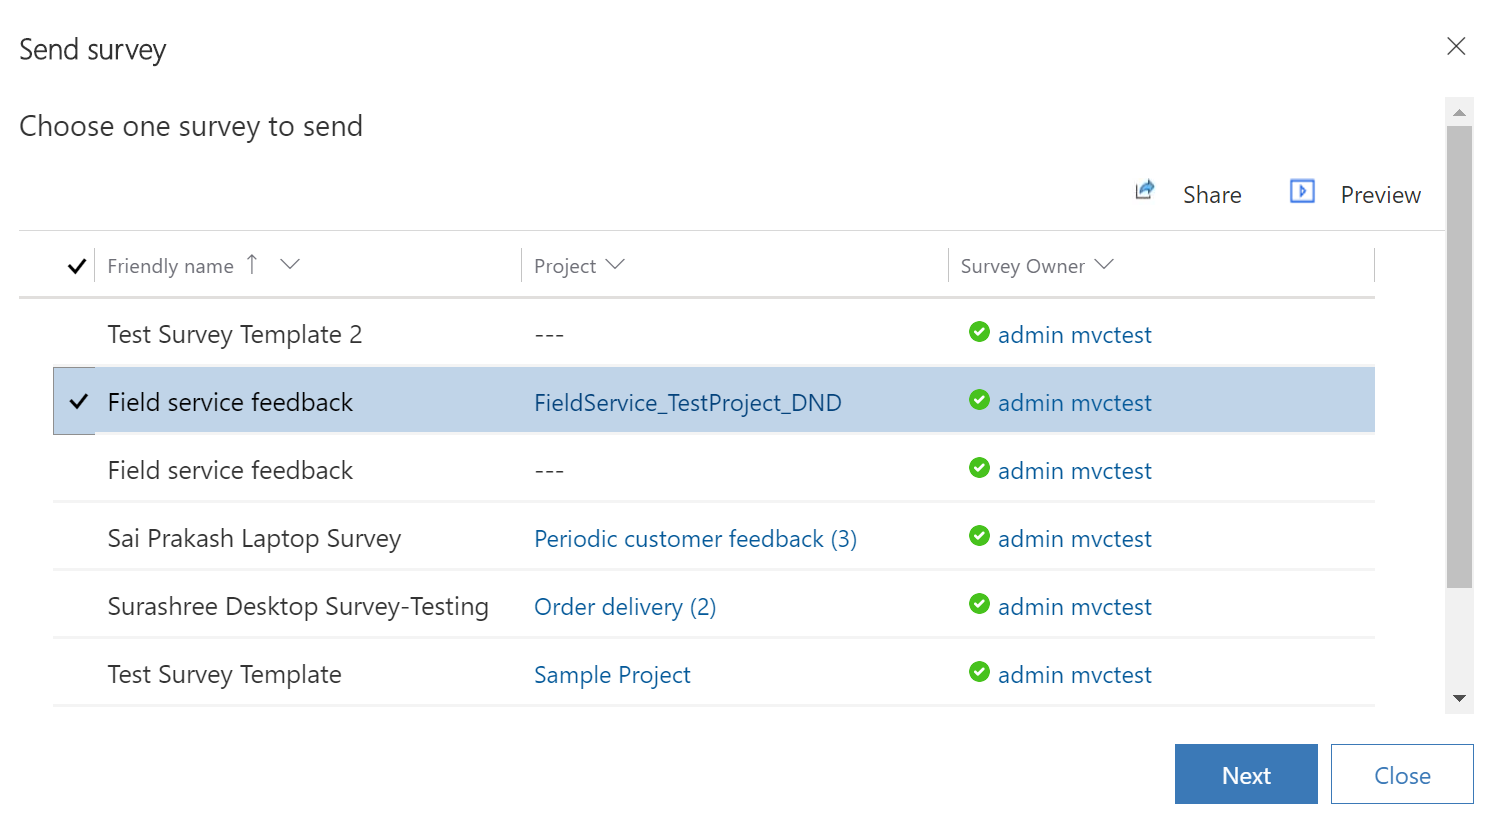 Send survey
Choose one survey to send
Share Preview
Friendly name Project Survey Owner
Test Survey Template 2 --- admin mvctest
Field service feedback FieldService_TestProject_DND admin mvctest
Field service feedback --- admin mvctest
Sai Prakash Laptop Survey Periodic customer feedback (3) admin mvctest
Surashree Desktop Survey-Testing Order delivery (2) admin mvctest
Test Survey Template Sample Project admin mvctest
Next Close